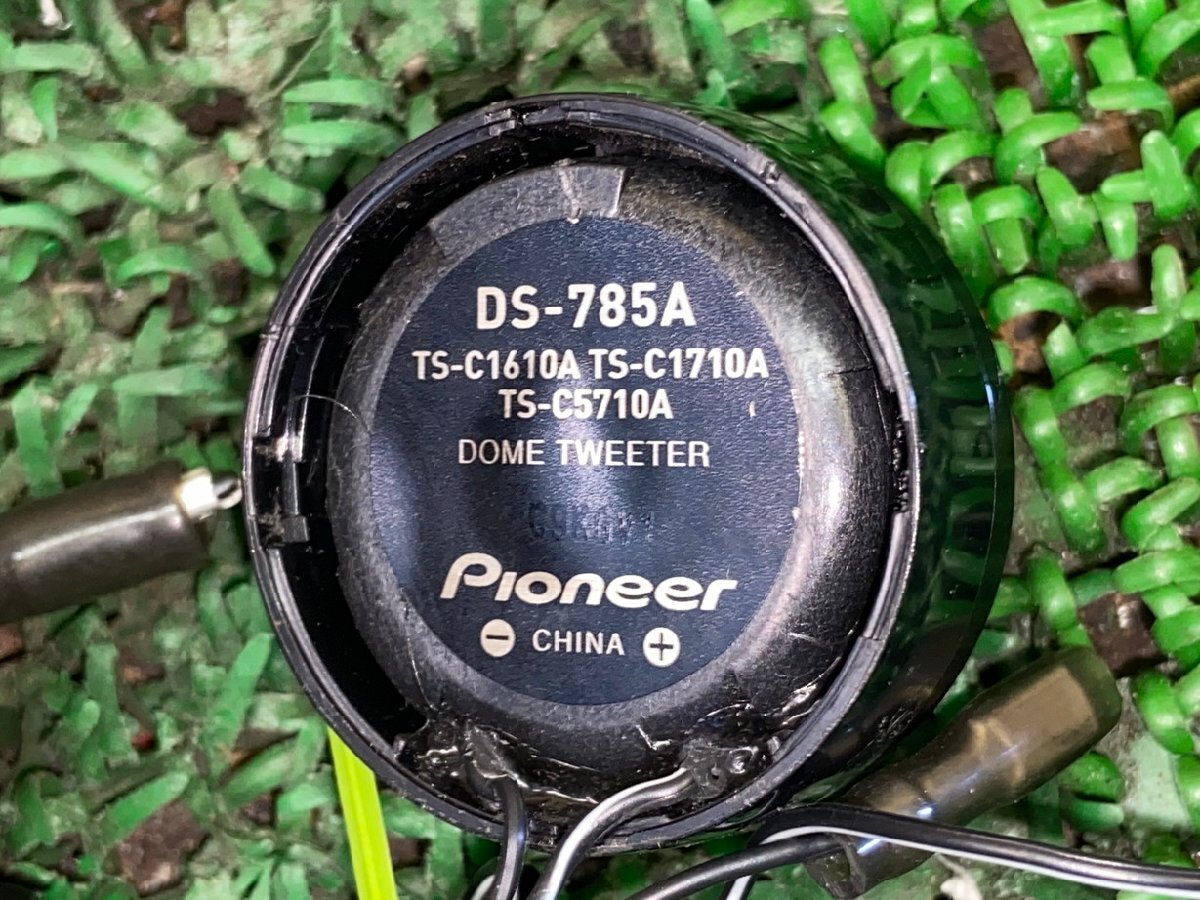 DS-785A
TS-C1610A TS-C1710A
TS-C5710A
DOME TWEETER
Pioneer
⊖ CHINA ⊕